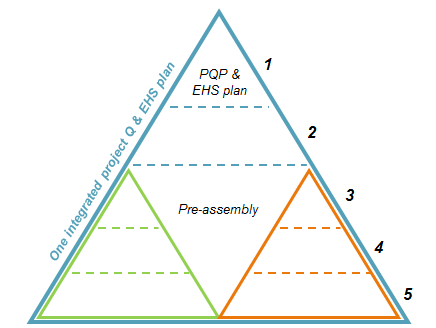 1
PQP &
EHS plan
One integrated project Q & EHS plan
2
3
Pre-assembly
4
5